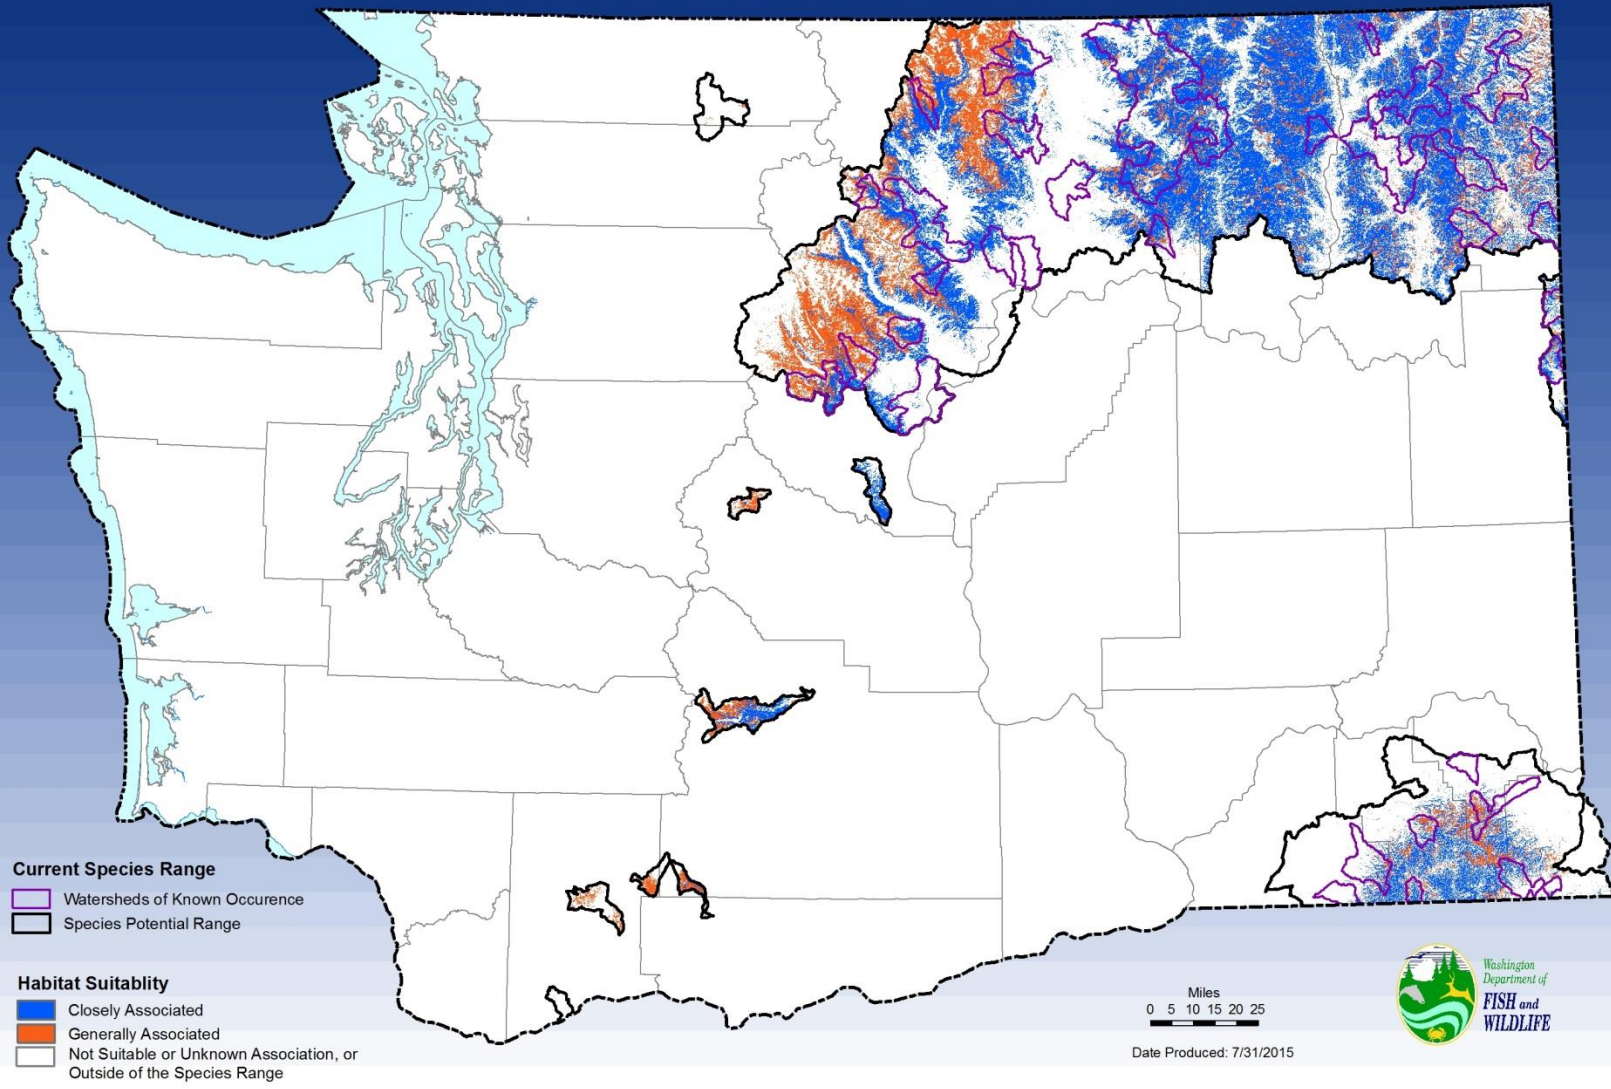 Current Species Range
Watersheds of Known Occurence
Species Potential Range
Habitat Suitablity
Closely Associated
Generally Associated
Not Suitable or Unknown Association, or
Outside of the Species Range
Miles
0 5 10 15 20 25
Date Produced: 7/31/2015
Washington
Department of
FISH and
WILDLIFE